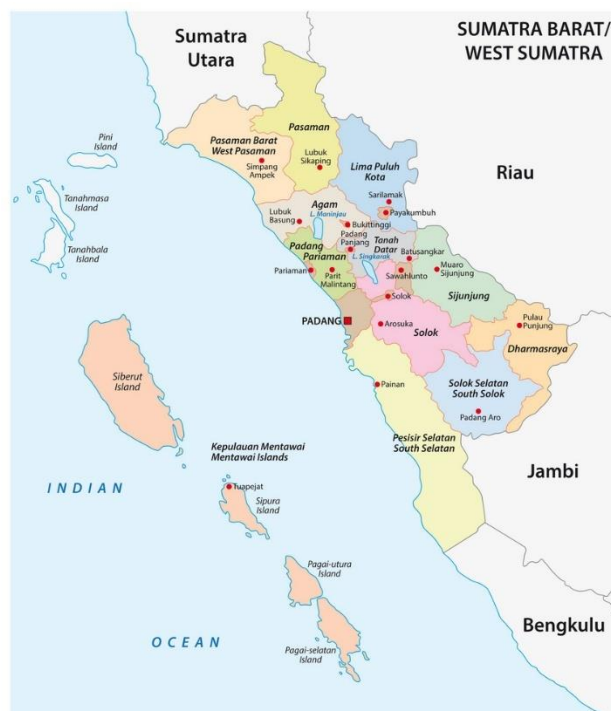 SUMATRA BARAT/
WEST SUMATRA
Sumatra
Utara
Pasaman
Pasaman Barat
West Pasaman
Simpang
Ampek
Lubuk
Sikaping
Lima Puluh
Kota
Riau
Pini
Island
Tanahmasa
Island
Tanahbala
Island
Sarilamak
Payakumbuh
Agam
L. Maninjau
Lubuk
Basung
Bukittinggi
Padang
Panjang
Tanah
Datar
Batusangkar
L. Singkarak
Padang
Pariaman
Pariaman
Parit
Malintang
Sawahlunto
Muaro
Sijunjung
Sijunjung
Solok
PADANG
Arosuka
Solok
Pulau
Punjung
Dharmasraya
Siberut
Island
Painan
Solok Selatan
South Solok
Padang Aro
Pesisir Selatan
South Selatan
Kepulauan Mentawai
Mentawai Islands
Jambi
INDIAN
Tuapejat
Sipura
Island
Pagai-utura
Island
Bengkulu
OCEAN
Pagai-selatan
Island